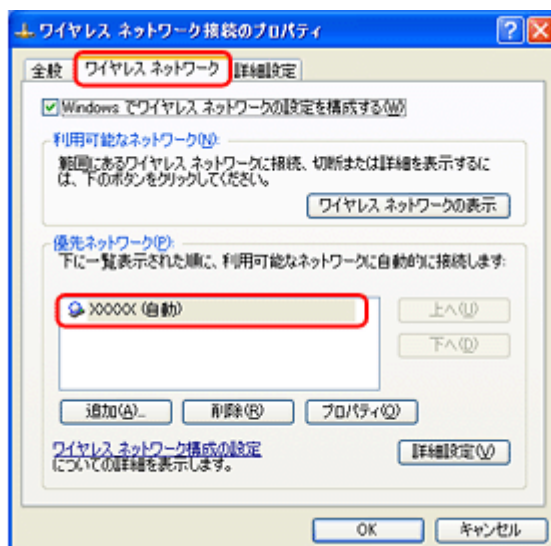 ワイヤレス ネットワーク接続のプロパティ
全般 ワイヤレス ネットワーク 詳細設定
Windows でワイヤレス ネットワークの設定を構成する(W)
利用可能なネットワーク(N):
範囲にあるワイヤレス ネットワークに接続、切断または詳細を表示するに
は、下のボタンをクリックしてください。
ワイヤレス ネットワークの表示
優先ネットワーク(P):
下に一覧表示された順に、利用可能なネットワークに自動的に接続します:
XXXXX (自動)
上へ(U)
下へ(D)
追加(A)... 削除(R) プロパティ(O)
ワイヤレス ネットワーク構成の設定
についての詳細を表示します。
詳細設定(V)
OK キャンセル